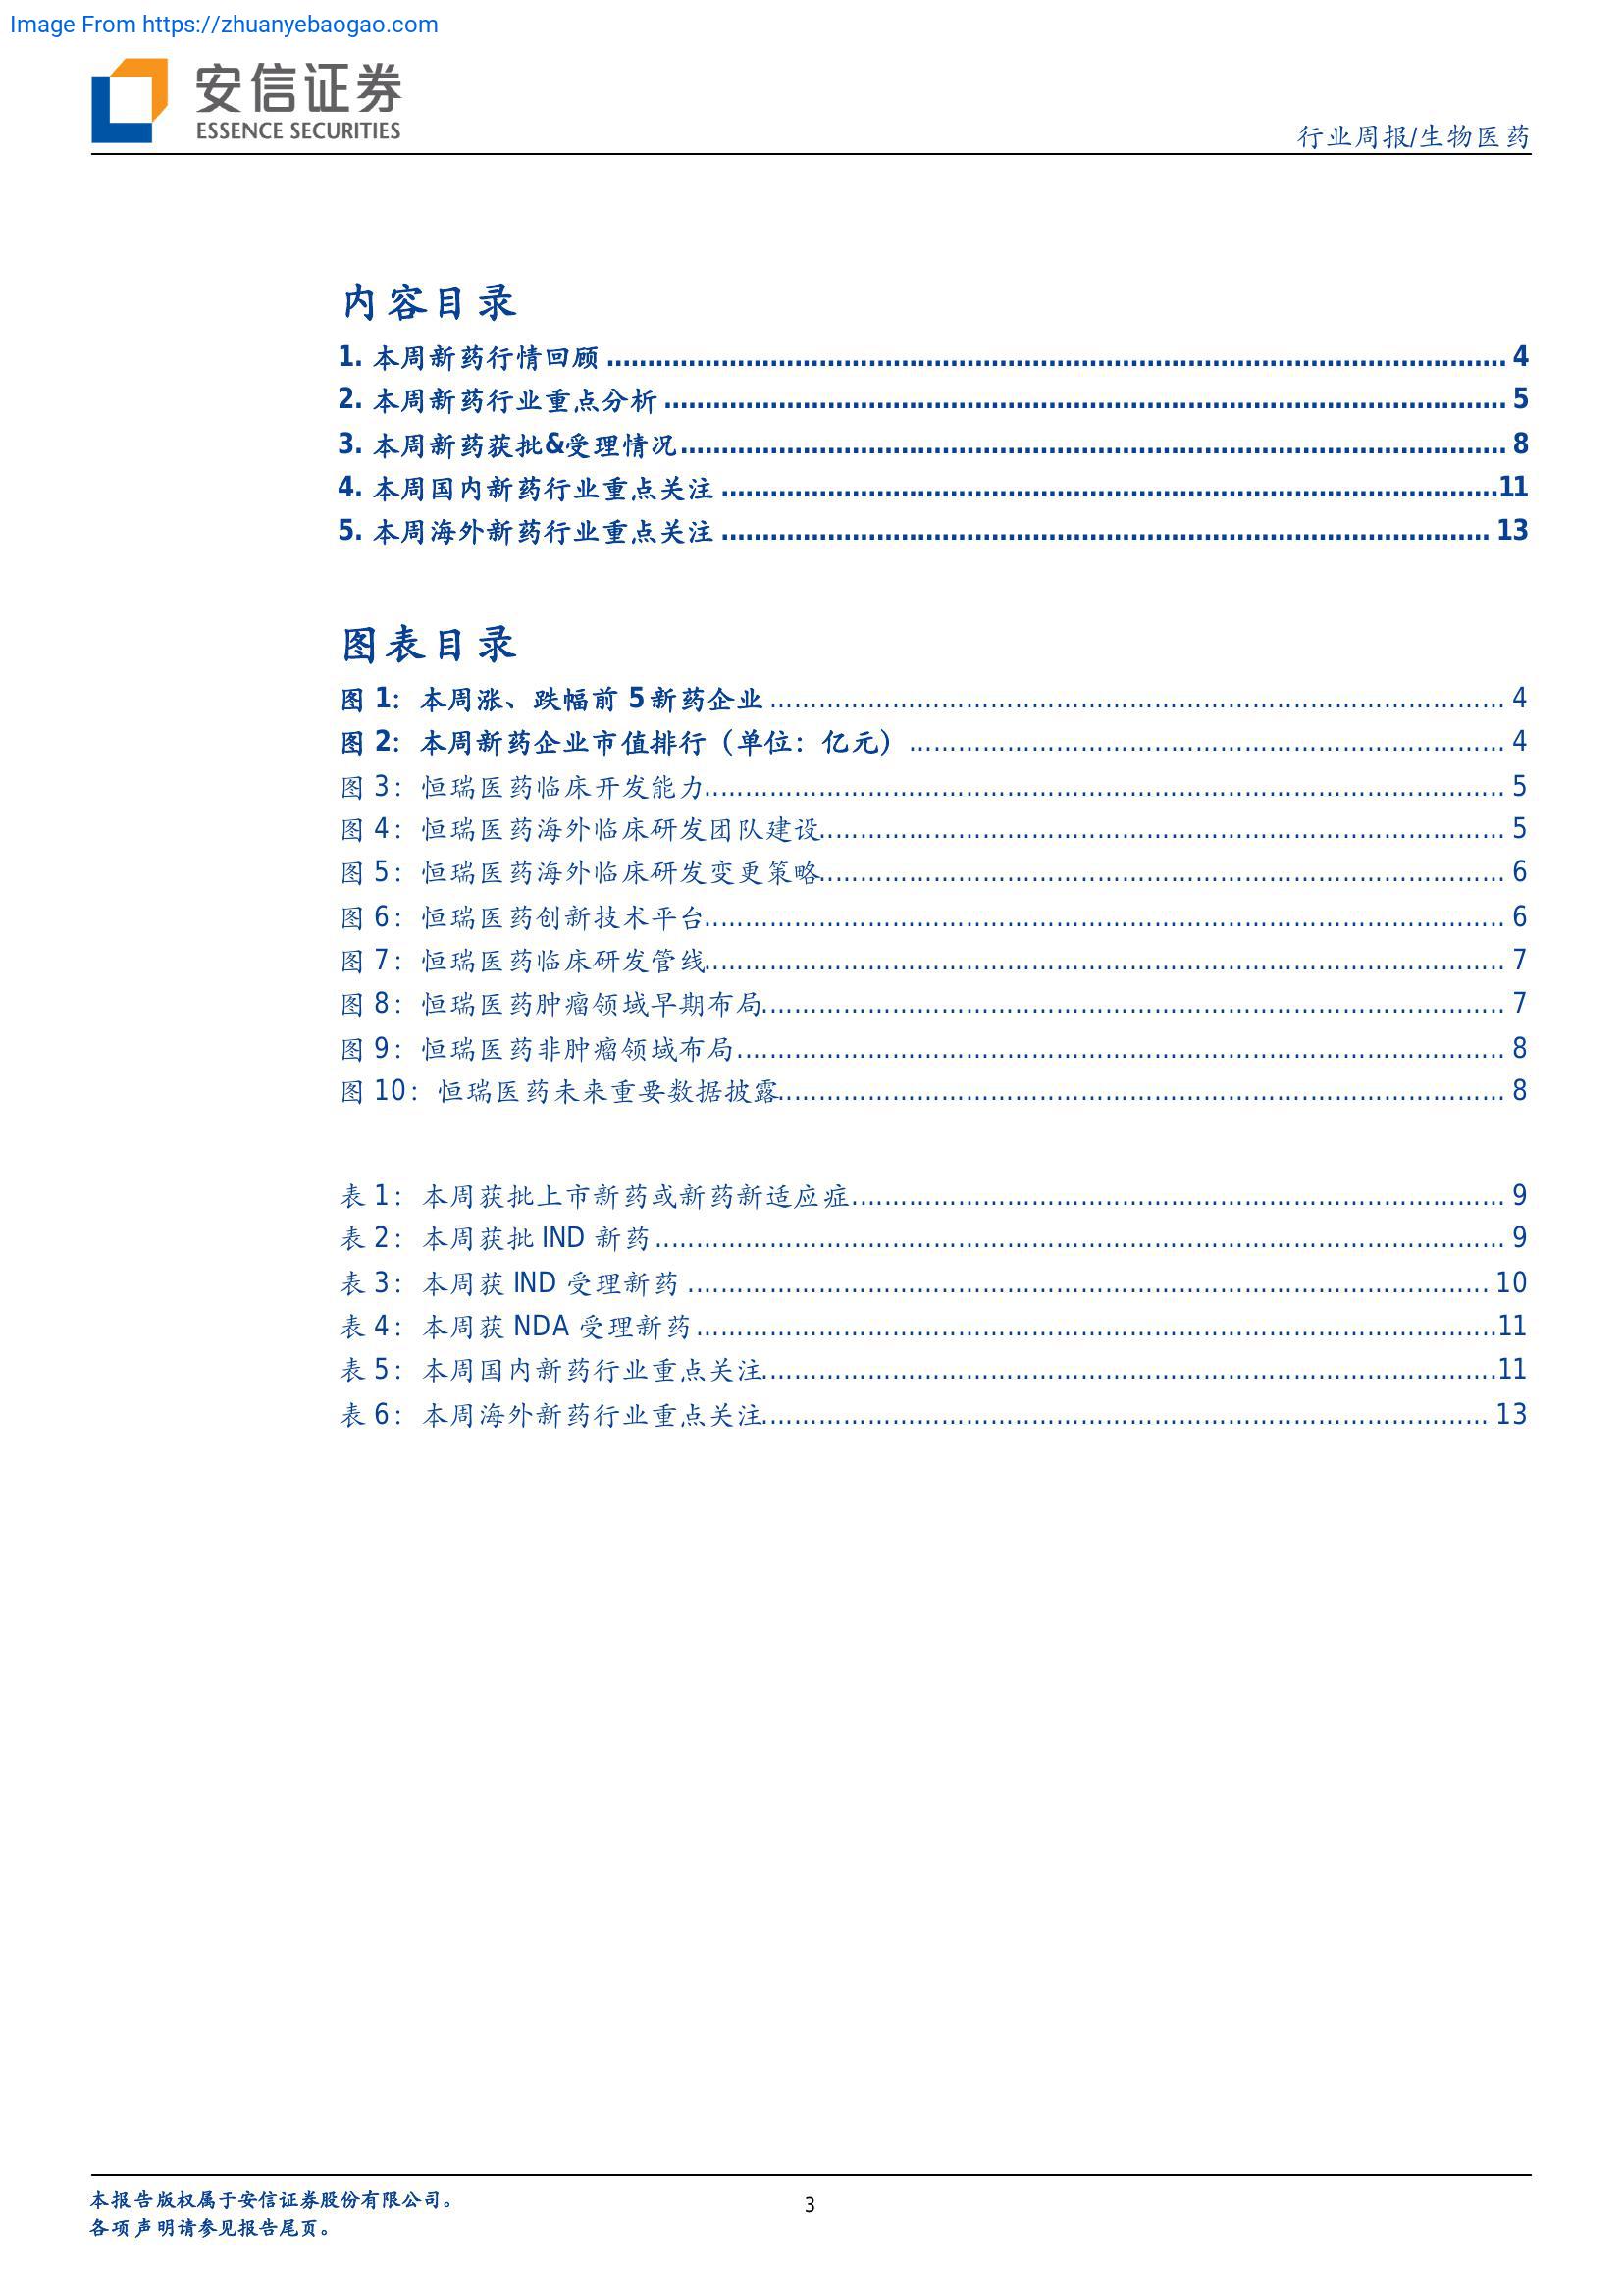 Image From https://zhuanyebaogao.com
安信证券
ESSENCE SECURITIES
行业周报/生物医药
内容目录
1. 本周新药行情回顾 ........ 4
2. 本周新药行业重点分析 ........ 5
3. 本周新药获批&受理情况 ........ 8
4. 本周国内新药行业重点关注 ........ 11
5. 本周海外新药行业重点关注 ........ 13
图表目录
图 1：本周涨、跌幅前 5 新药企业 ........ 4
图 2：本周新药企业市值排行（单位：亿元） ........ 4
图 3：恒瑞医药临床开发能力 ........ 5
图 4：恒瑞医药海外临床研发团队建设 ........ 5
图 5：恒瑞医药海外临床研发变更策略 ........ 6
图 6：恒瑞医药创新技术平台 ........ 6
图 7：恒瑞医药临床研发管线 ........ 7
图 8：恒瑞医药肿瘤领域早期布局 ........ 7
图 9：恒瑞医药非肿瘤领域布局 ........ 8
图 10：恒瑞医药未来重要数据披露 ........ 8
表 1：本周获批上市新药或新药新适应症 ........ 9
表 2：本周获批 IND 新药 ........ 9
表 3：本周获 IND 受理新药 ........ 10
表 4：本周获 NDA 受理新药 ........ 11
表 5：本周国内新药行业重点关注 ........ 11
表 6：本周海外新药行业重点关注 ........ 13
本报告版权属于安信证券股份有限公司。
各项声明请参见报告尾页。
3